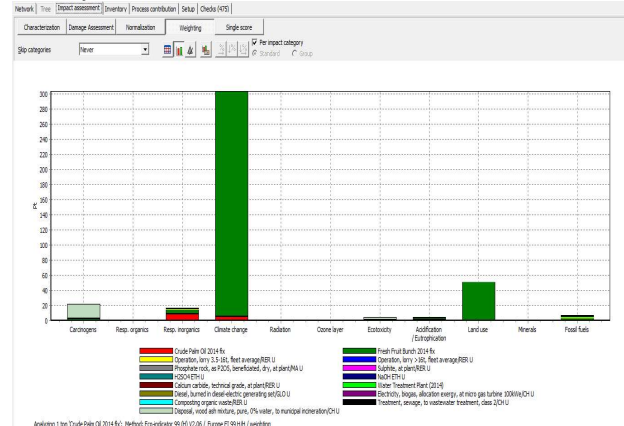 Network | Tree | Impact assessment | Inventory | Process contribution | Setup | Checks (475) |
Characterization Damage Assessment Normalization Weighting Single score
Skip categories Never
Per impact category
Standard Group
Pt
300
280
260
240
220
200
180
160
140
120
100
80
60
40
20
0
Carcinogens Resp. organics Resp. inorganics Climate change Radiation Ozone layer Ecotoxicity Acidification Land use Minerals Fossil fuels
/ Eutrophication
Crude Palm Oil 2014 fix Fresh Fruit Bunch 2014 fix
Operation, lorry 3.5-16t, fleet average/RER U Operation, lorry >16t, fleet average/RER U
Phosphate rock, as P2O5, beneficiated, dry, at plant/MA U Sulphite, at plant/RER U
H2SO4 ETH U NaOH ETH U
Calcium carbide, technical grade, at plant/RER U Water Treatment Plant (2014)
Diesel, burned in diesel-electric generating set/GLO U Electricity, biogas, allocation exergy, at micro gas turbine 100kWe/CH U
Composting organic waste/RER U Treatment, sewage, to wastewater treatment, class 2/CH U
Disposal, wood ash mixture, pure, 0% water, to municipal incineration/CH U
Analyzing 1 ton 'Crude Palm Oil 2014 fix'; Method: Eco-indicator 99 (H) V2.06 / Europe EI 99 H/H / weighting